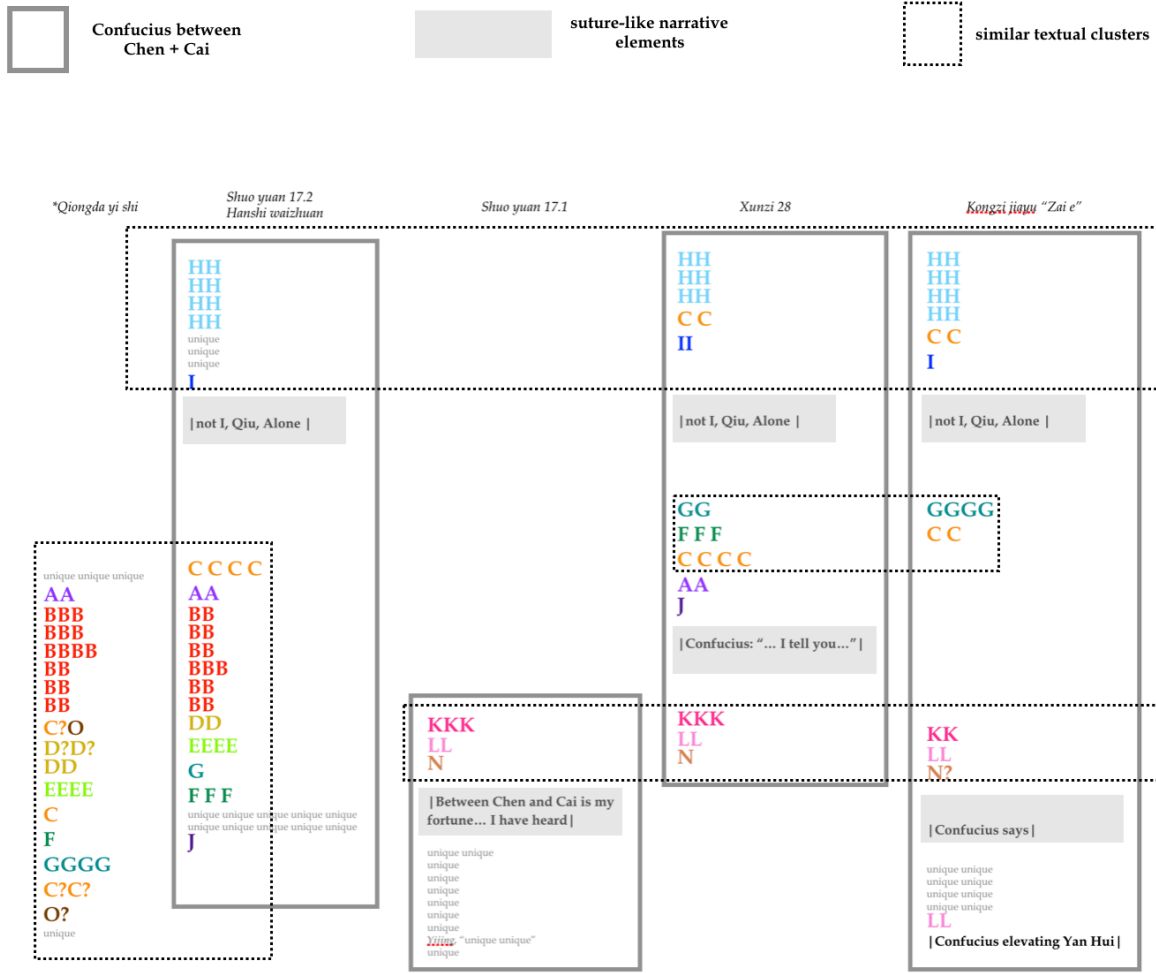 Confucius between
Chen + Cai
suture-like narrative
elements
similar textual clusters
*Qiongda yi shi
Shuo yuan 17.2
Hanshi waizhuan
Shuo yuan 17.1
Xunzi 28
Kongzi jiayu “Zai e”
unique unique unique
AA
BBB
BBB
BBBB
BB
BB
BB
C?O
D?D?
DD
EEEE
C
F
GGGG
C?C?
O?
unique
HH
HH
HH
HH
unique
unique
unique
I
|not I, Qiu, Alone |
C C C C
AA
BB
BB
BB
BBB
BB
BB
DD
EEEE
G
F F F
unique unique unique unique unique
unique unique unique unique unique
J
KKK
LL
N
|Between Chen and Cai is my
fortune… I have heard|
unique unique
unique
unique
unique
unique
unique
unique
Yijing, “unique unique”
unique
HH
HH
HH
C C
II
|not I, Qiu, Alone |
GG
F F F
C C C C
AA
J
|Confucius: “… I tell you…”|
KKK
LL
N
HH
HH
HH
HH
C C
I
|not I, Qiu, Alone |
GGGG
C C
KK
LL
N?
|Confucius says|
unique unique
unique unique
unique unique
unique unique
LL
|Confucius elevating Yan Hui|